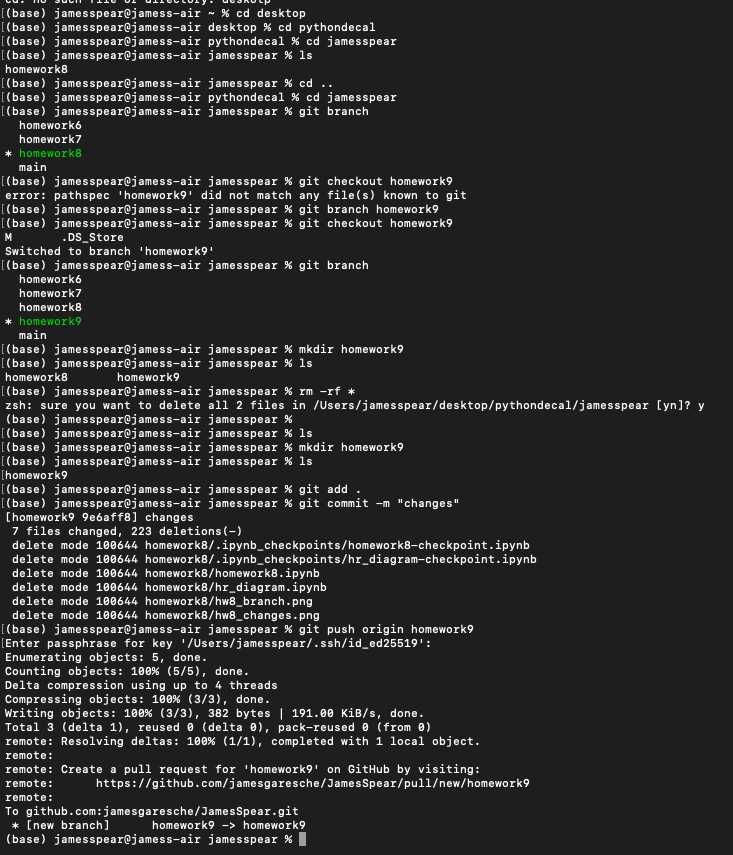 cd: no such file or directory: deskotp
[(base) jamesspear@jamess-air ~ % cd desktop
[(base) jamesspear@jamess-air desktop % cd pythondecal
[(base) jamesspear@jamess-air pythondecal % cd jamesspear
[(base) jamesspear@jamess-air jamesspear % ls
homework8
[(base) jamesspear@jamess-air jamesspear % cd ..
[(base) jamesspear@jamess-air pythondecal % cd jamesspear
[(base) jamesspear@jamess-air jamesspear % git branch
  homework6
  homework7
* homework8
  main
[(base) jamesspear@jamess-air jamesspear % git checkout homework9
error: pathspec 'homework9' did not match any file(s) known to git
[(base) jamesspear@jamess-air jamesspear % git branch homework9
[(base) jamesspear@jamess-air jamesspear % git checkout homework9
M       .DS_Store
Switched to branch 'homework9'
[(base) jamesspear@jamess-air jamesspear % git branch
  homework6
  homework7
  homework8
* homework9
  main
[(base) jamesspear@jamess-air jamesspear % mkdir homework9
[(base) jamesspear@jamess-air jamesspear % ls
homework8       homework9
[(base) jamesspear@jamess-air jamesspear % rm -rf *
zsh: sure you want to delete all 2 files in /Users/jamesspear/desktop/pythondecal/jamesspear [yn]? y
(base) jamesspear@jamess-air jamesspear %
[(base) jamesspear@jamess-air jamesspear % ls
[(base) jamesspear@jamess-air jamesspear % mkdir homework9
[(base) jamesspear@jamess-air jamesspear % ls
[homework9
[(base) jamesspear@jamess-air jamesspear % git add .
[(base) jamesspear@jamess-air jamesspear % git commit -m "changes"
[homework9 9e6aff8] changes
 7 files changed, 223 deletions(-)
 delete mode 100644 homework8/.ipynb_checkpoints/homework8-checkpoint.ipynb
 delete mode 100644 homework8/.ipynb_checkpoints/hr_diagram-checkpoint.ipynb
 delete mode 100644 homework8/homework8.ipynb
 delete mode 100644 homework8/hr_diagram.ipynb
 delete mode 100644 homework8/hw8_branch.png
 delete mode 100644 homework8/hw8_changes.png
[(base) jamesspear@jamess-air jamesspear % git push origin homework9
[Enter passphrase for key '/Users/jamesspear/.ssh/id_ed25519':
Enumerating objects: 5, done.
Counting objects: 100% (5/5), done.
Delta compression using up to 4 threads
Compressing objects: 100% (3/3), done.
Writing objects: 100% (3/3), 382 bytes | 191.00 KiB/s, done.
Total 3 (delta 1), reused 0 (delta 0), pack-reused 0 (from 0)
remote: Resolving deltas: 100% (1/1), completed with 1 local object.
remote:
remote: Create a pull request for 'homework9' on GitHub by visiting:
remote:      https://github.com/jamesgaresche/JamesSpear/pull/new/homework9
remote:
To github.com:jamesgaresche/JamesSpear.git
 * [new branch]      homework9 -> homework9
(base) jamesspear@jamess-air jamesspear %